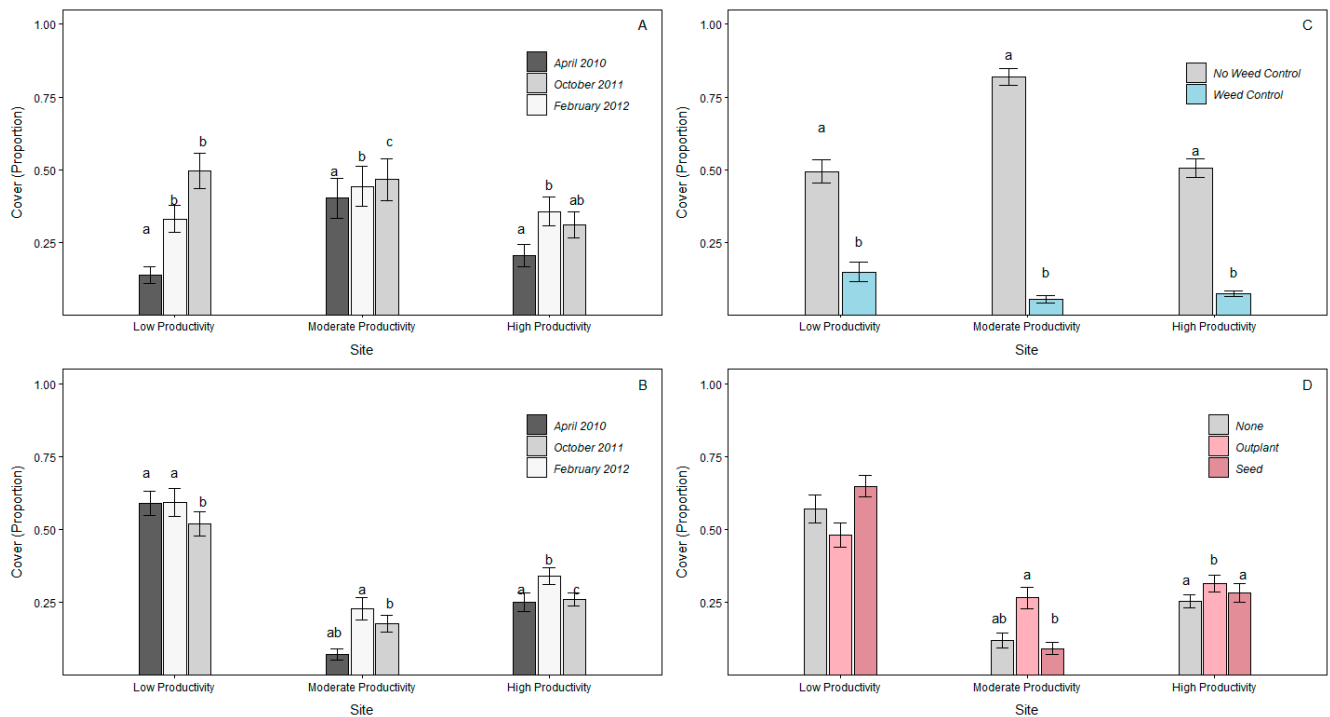 A
1.00
0.75
0.50
0.25
Cover (Proportion)
April 2010
October 2011
February 2012
a b b
a b c
a b ab
Low Productivity Moderate Productivity High Productivity
Site
C
1.00
0.75
0.50
0.25
Cover (Proportion)
No Weed Control
Weed Control
a b
a b
a b
Low Productivity Moderate Productivity High Productivity
Site
B
1.00
0.75
0.50
0.25
Cover (Proportion)
April 2010
October 2011
February 2012
a a b
ab a b
a b c
Low Productivity Moderate Productivity High Productivity
Site
D
1.00
0.75
0.50
0.25
Cover (Proportion)
None
Outplant
Seed
ab a b
a b a
Low Productivity Moderate Productivity High Productivity
Site